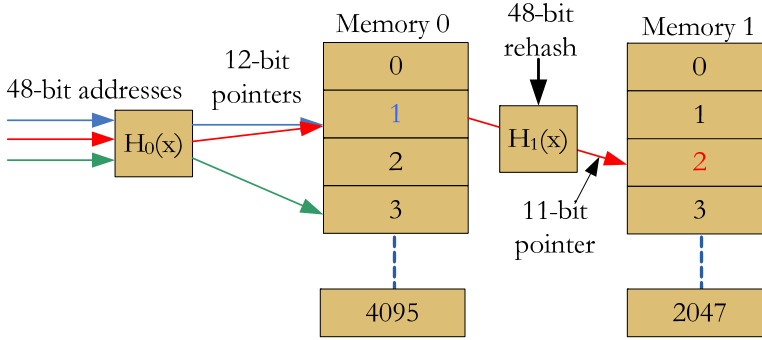 48-bit addresses
H₀(x)
12-bit
pointers
Memory 0
0
1
2
3
4095
48-bit
rehash
H₁(x)
11-bit
pointer
Memory 1
0
1
2
3
2047